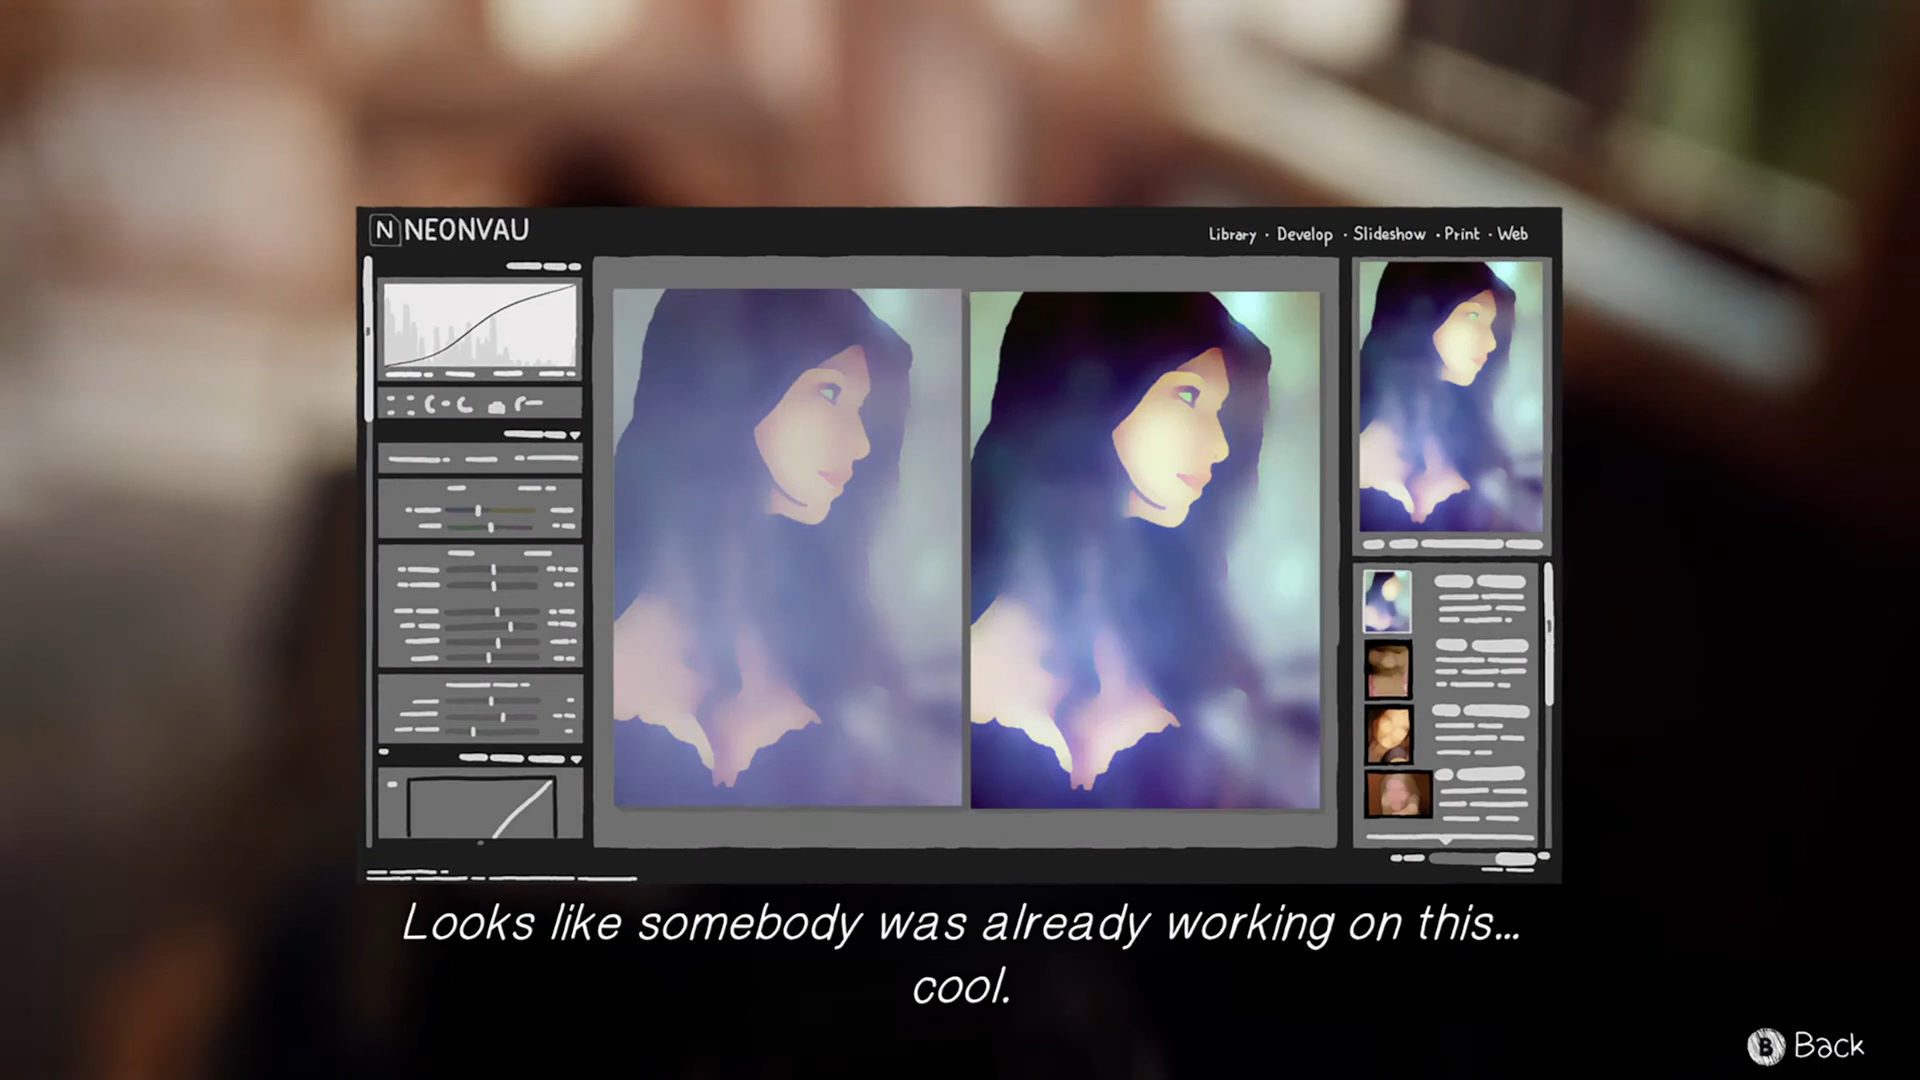 N NEONVAU
Library · Develop · Slideshow · Print · Web
Looks like somebody was already working on this...
cool.
B Back